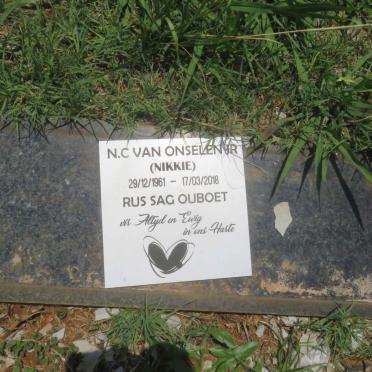 N.C VAN ONSELEN JR
(NIKKIE)
29/12/1961 - 17/03/2018
RUS SAG OUBOET
vir Altyd en Ewig
in ons Harte